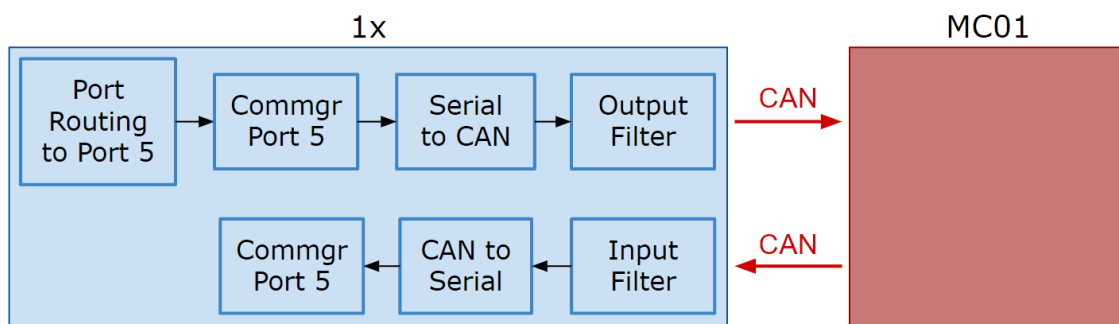 1x
MC01
Port
Routing
to Port 5
Commgr
Port 5
Serial
to CAN
Output
Filter
CAN
Commgr
Port 5
CAN to
Serial
Input
Filter
CAN